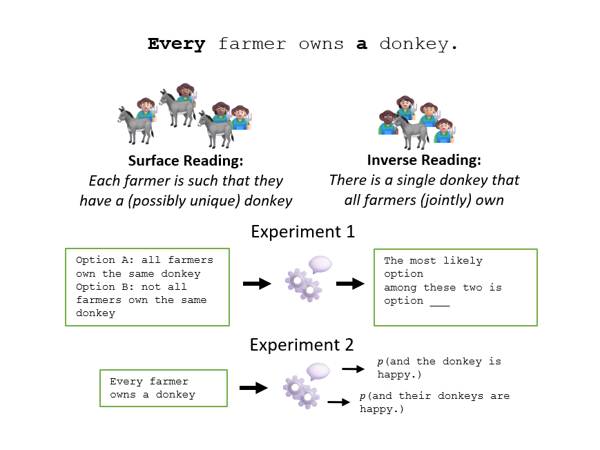 Every farmer owns a donkey.
Surface Reading:
Each farmer is such that they
have a (possibly unique) donkey
Inverse Reading:
There is a single donkey that
all farmers (jointly) own
Experiment 1
Option A: all farmers
own the same donkey
Option B: not all
farmers own the same
donkey
The most likely
option
among these two is
option ___
Experiment 2
Every farmer
owns a donkey
p(and the donkey is
happy.)
p(and their donkeys are
happy.)